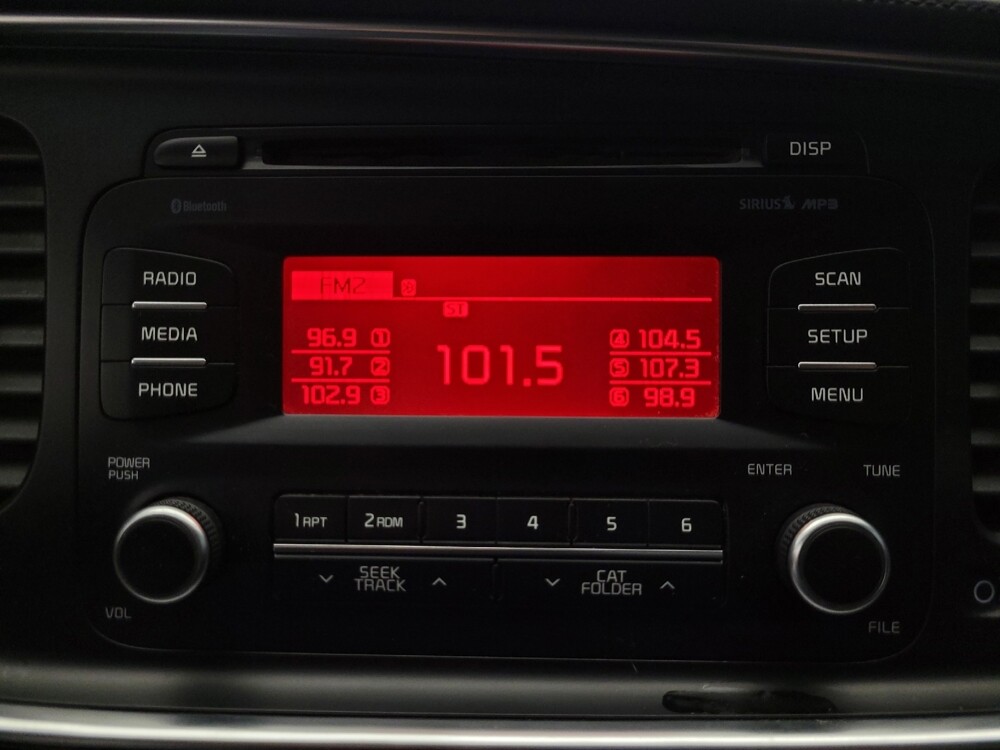 DISP
Bluetooth
SIRIUS MP3
RADIO
MEDIA
PHONE
FM2
ST
96.9 1
91.7 2
102.9 3
101.5
4 104.5
5 107.3
6 98.9
SCAN
SETUP
MENU
POWER
PUSH
VOL
1 RPT
2 RDM
3
4
5
6
SEEK
TRACK
CAT
FOLDER
ENTER
TUNE
FILE